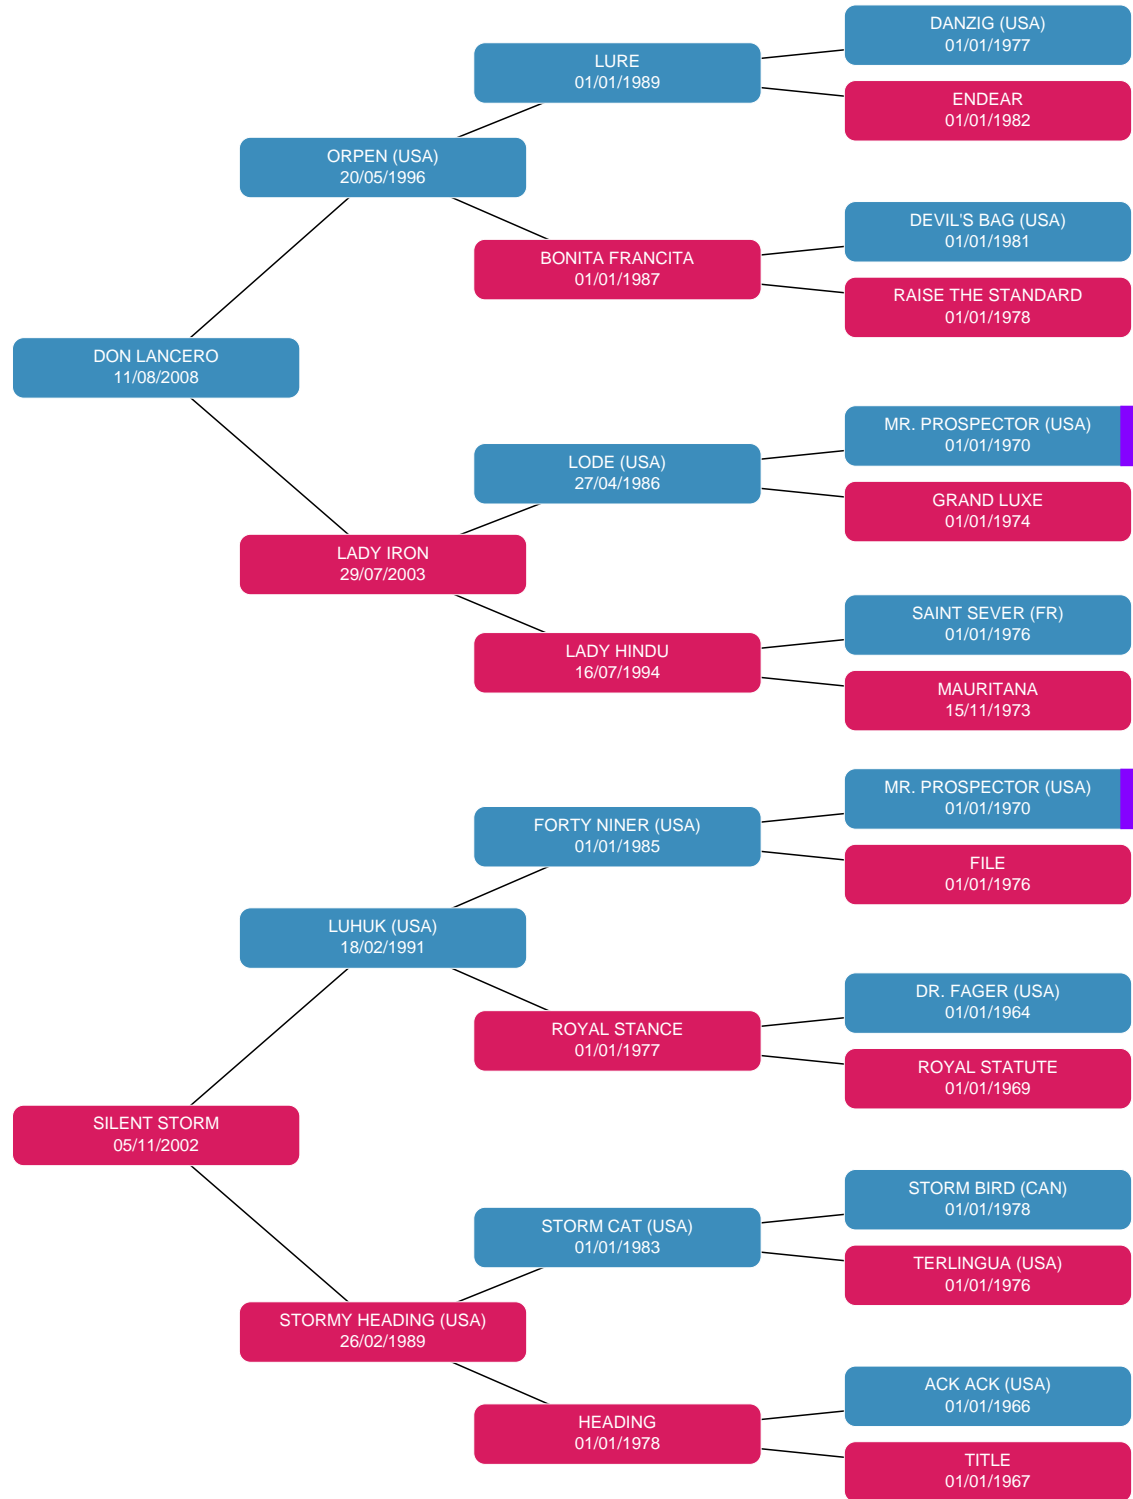 DANZIG (USA)
01/01/1977
LURE
01/01/1989
ENDEAR
01/01/1982
ORPEN (USA)
20/05/1996
DEVIL'S BAG (USA)
01/01/1981
BONITA FRANCITA
01/01/1987
RAISE THE STANDARD
01/01/1978
DON LANCERO
11/08/2008
MR. PROSPECTOR (USA)
01/01/1970
LODE (USA)
27/04/1986
GRAND LUXE
01/01/1974
LADY IRON
29/07/2003
SAINT SEVER (FR)
01/01/1976
LADY HINDU
16/07/1994
MAURITANA
15/11/1973
MR. PROSPECTOR (USA)
01/01/1970
FORTY NINER (USA)
01/01/1985
FILE
01/01/1976
LUHUK (USA)
18/02/1991
DR. FAGER (USA)
01/01/1964
ROYAL STANCE
01/01/1977
ROYAL STATUTE
01/01/1969
SILENT STORM
05/11/2002
STORM BIRD (CAN)
01/01/1978
STORM CAT (USA)
01/01/1983
TERLINGUA (USA)
01/01/1976
STORMY HEADING (USA)
26/02/1989
ACK ACK (USA)
01/01/1966
HEADING
01/01/1978
TITLE
01/01/1967